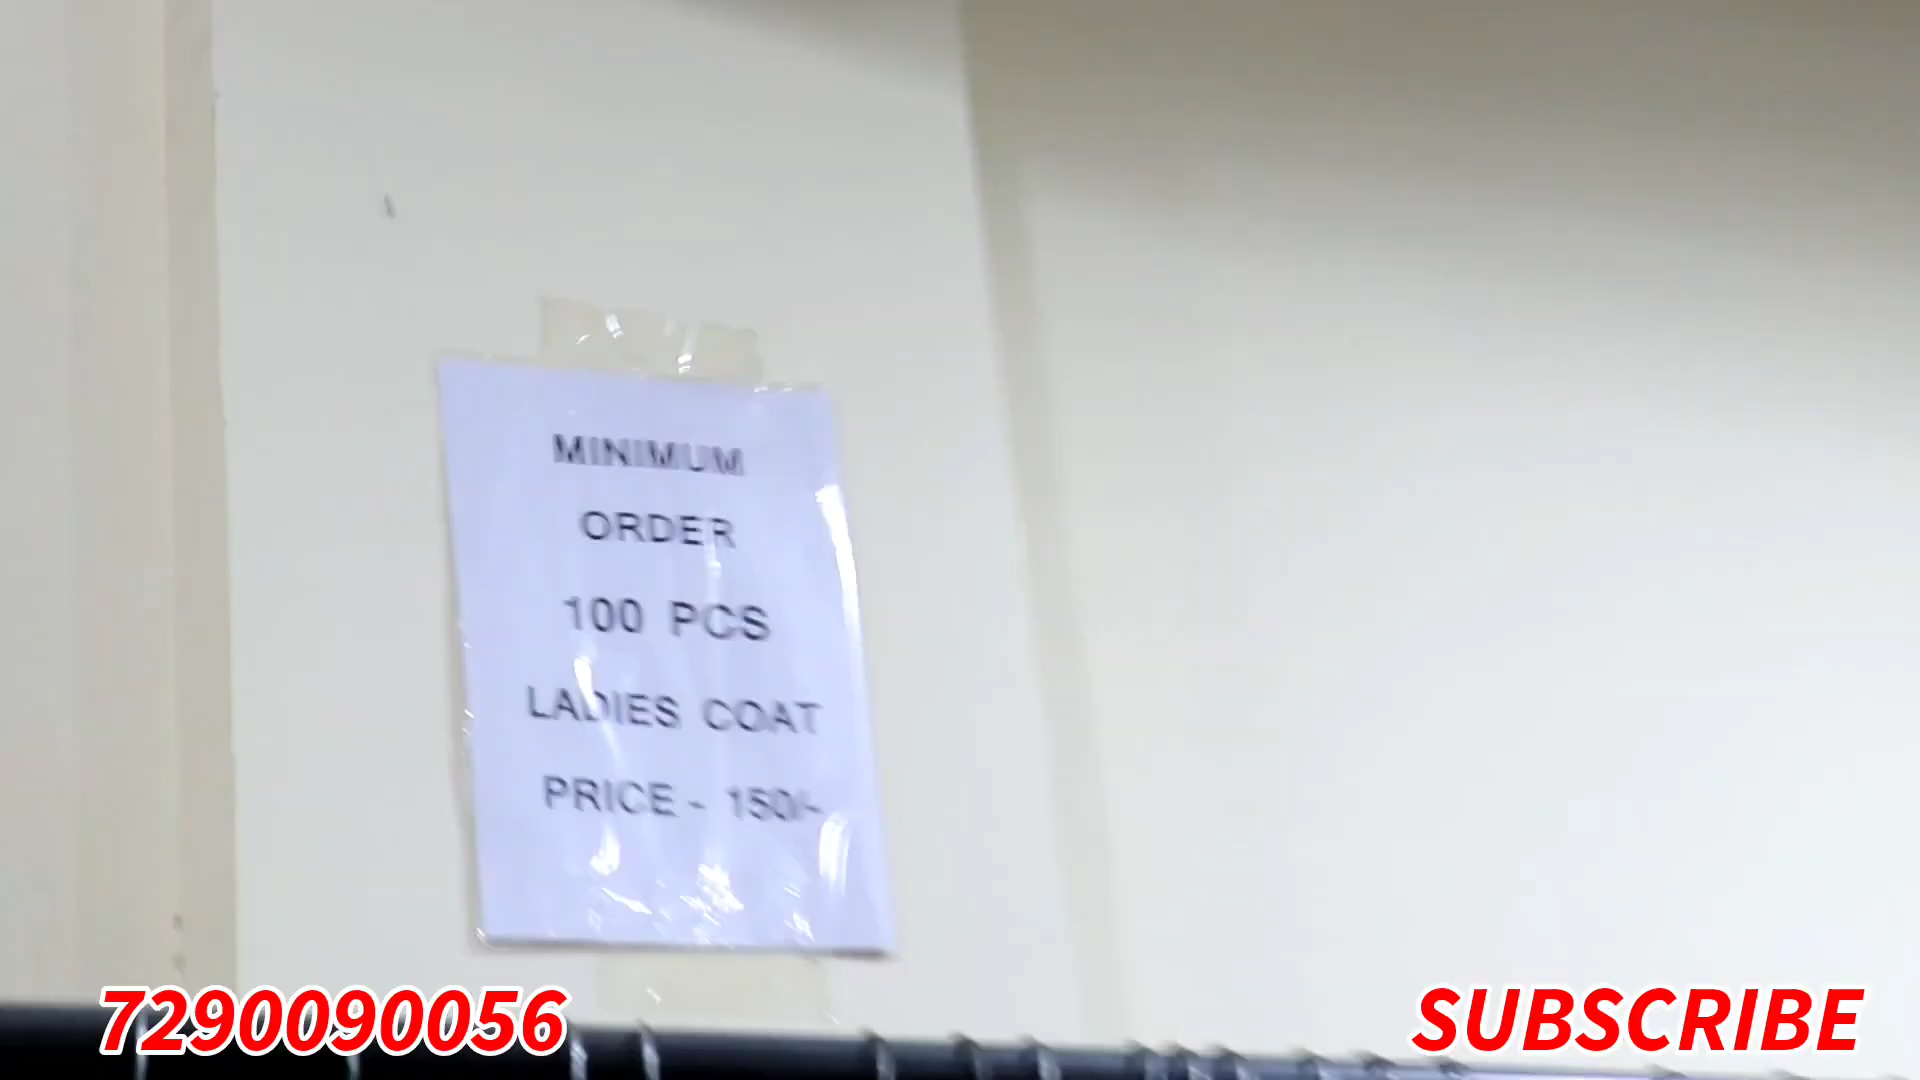 MINIMUM
ORDER
100 PCS
LADIES COAT
PRICE - 150/-
7290090056
SUBSCRIBE